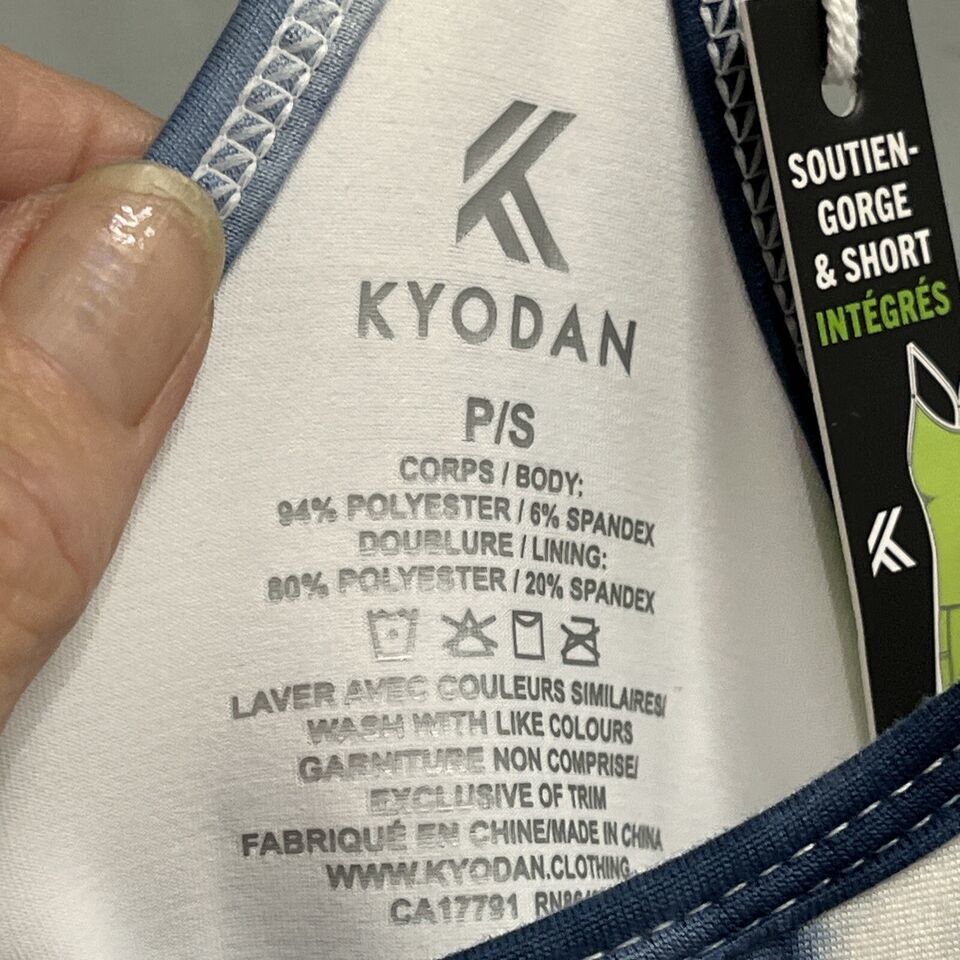 KYODAN
P/S
CORPS / BODY:
94% POLYESTER / 6% SPANDEX
DOUBLURE / LINING:
80% POLYESTER / 20% SPANDEX
LAVER AVEC COULEURS SIMILAIRES/
WASH WITH LIKE COLOURS
GARNITURE NON COMPRISE/
EXCLUSIVE OF TRIM
FABRIQUÉ EN CHINE/MADE IN CHINA
WWW.KYODAN.CLOTHING
CA17791
SOUTIEN-
GORGE
& SHORT
INTÉGRÉS